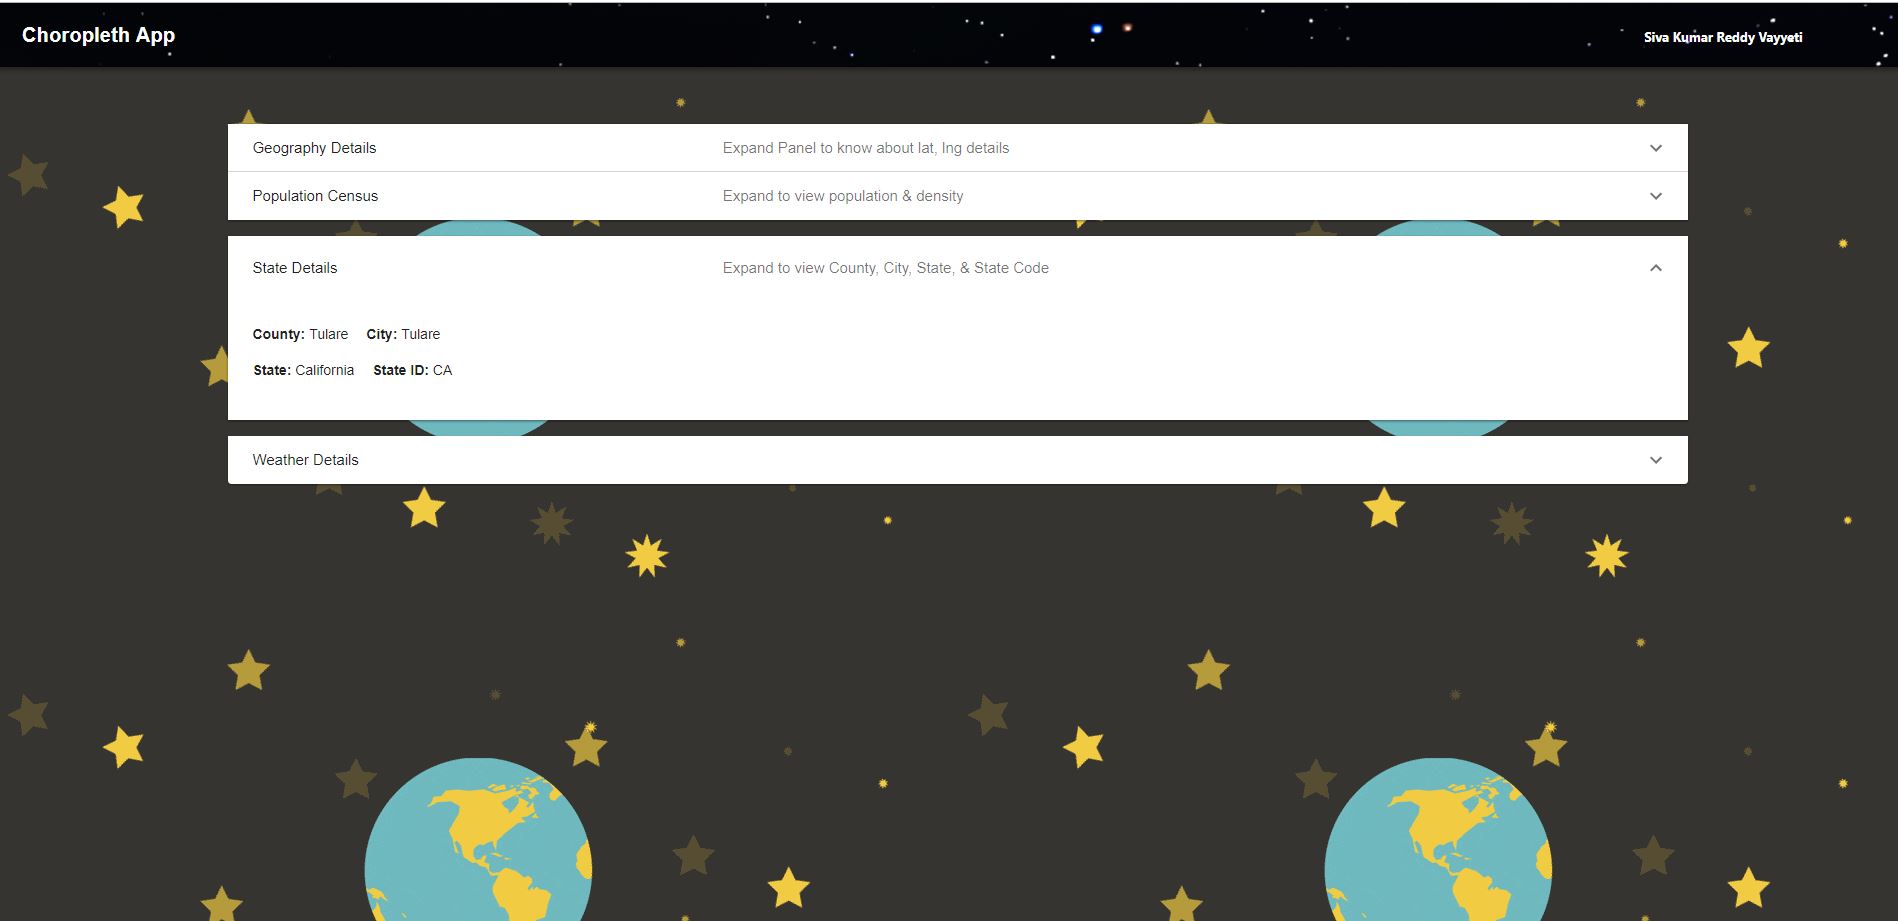 Choropleth App
Siva Kumar Reddy Vayyeti
Geography Details Expand Panel to know about lat, lng details
Population Census Expand to view population & density
State Details Expand to view County, City, State, & State Code
County: Tulare City: Tulare
State: California State ID: CA
Weather Details